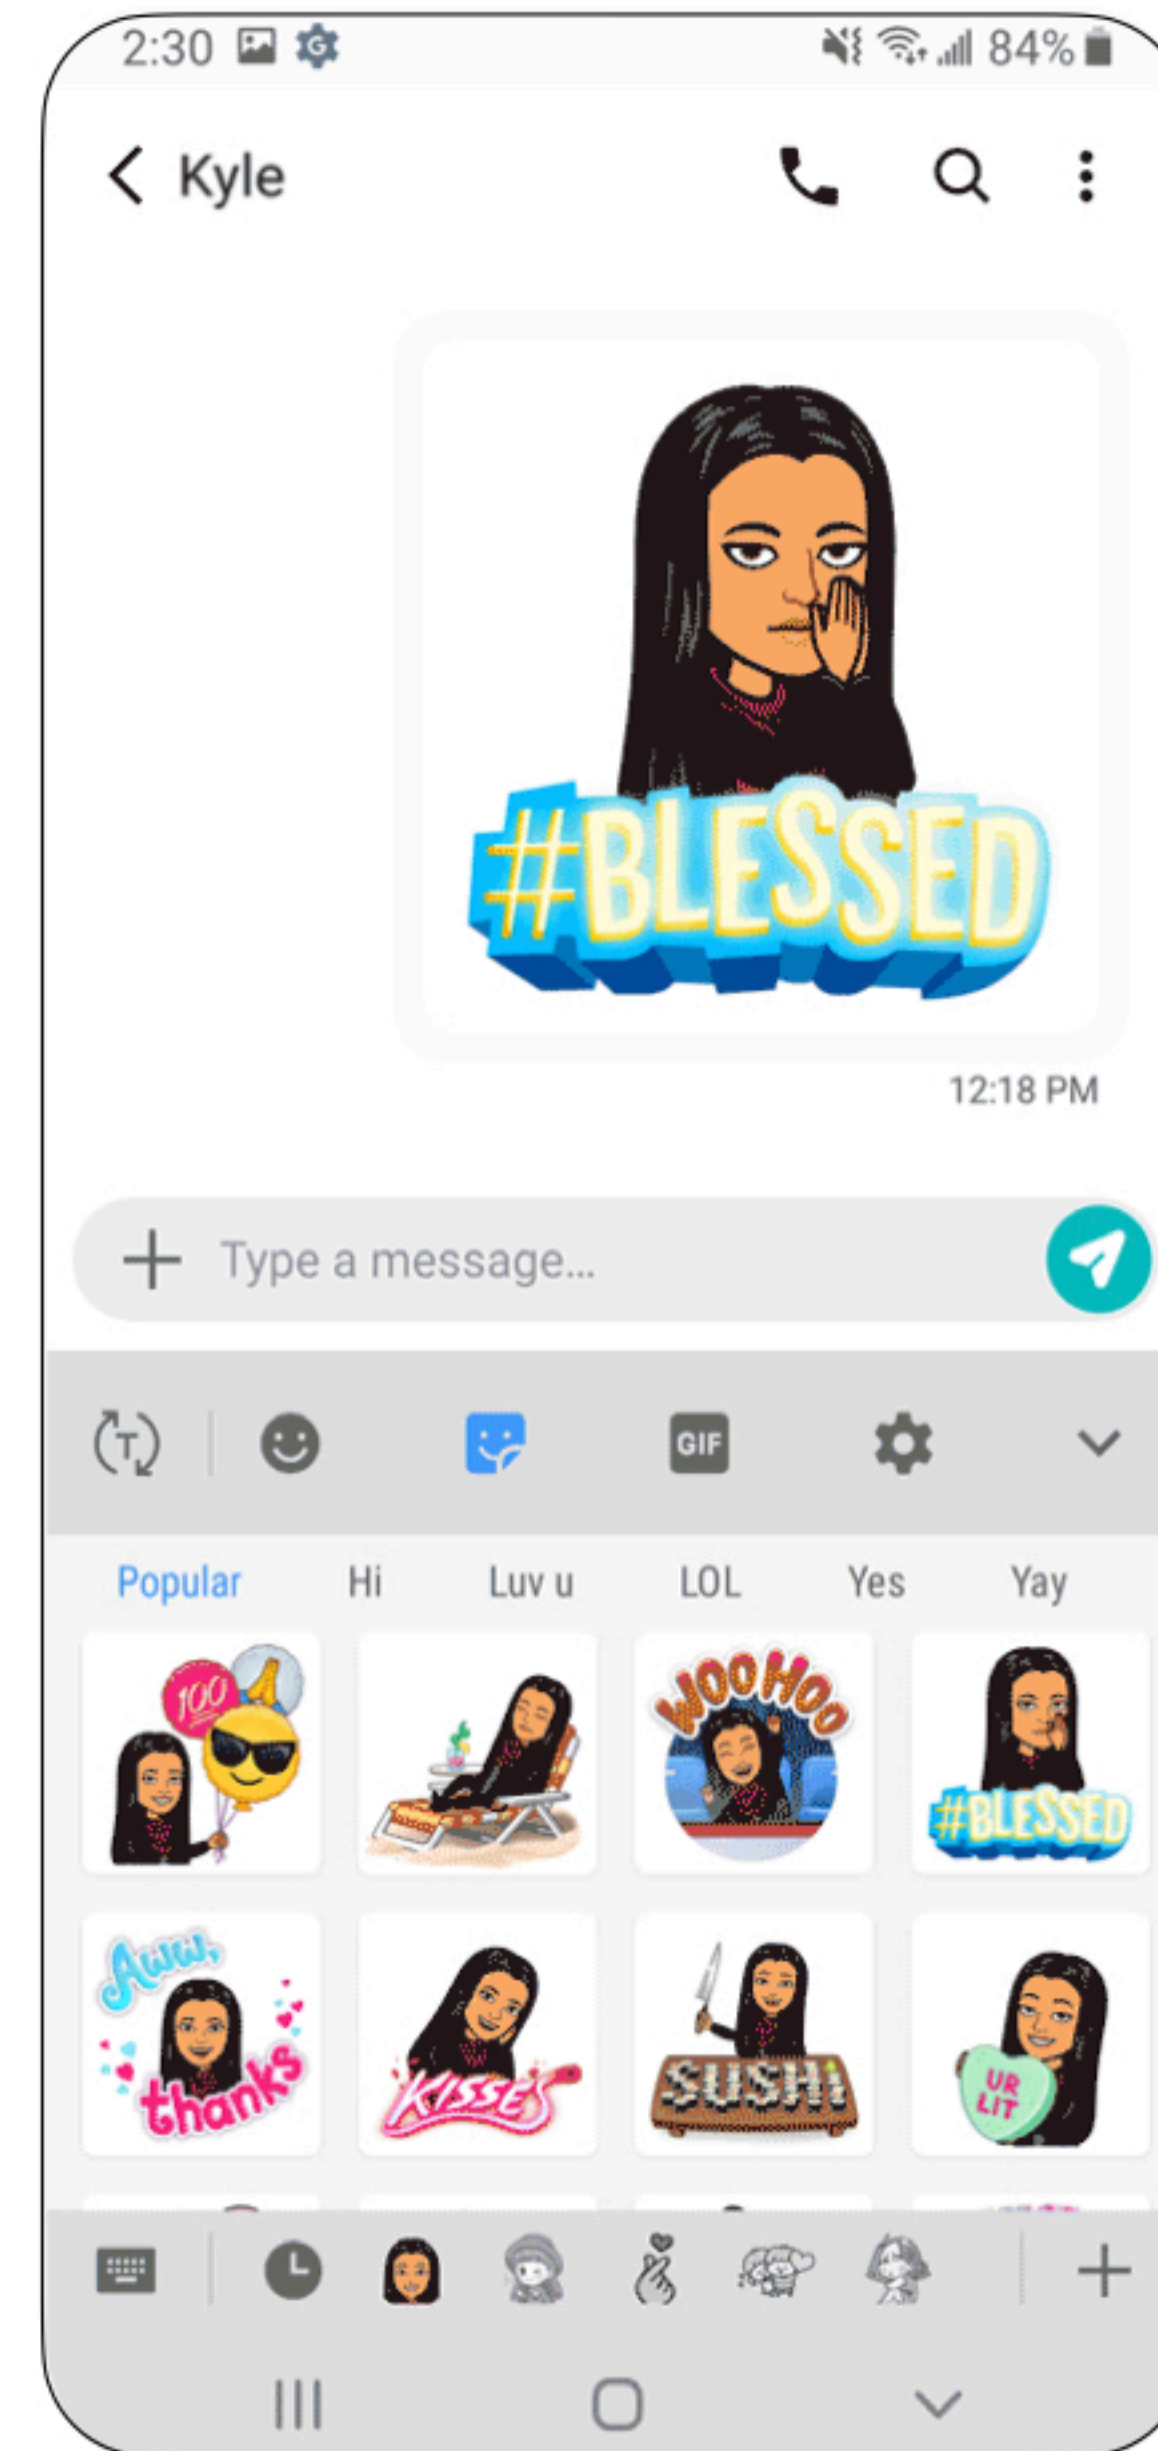 2:30 84%
Kyle
#BLESSED
12:18 PM
Type a message...
T GIF
Popular Hi Luv u LOL Yes Yay
100 WOOHOO #BLESSED
Aww, thanks KISSES SUSHI UR LIT